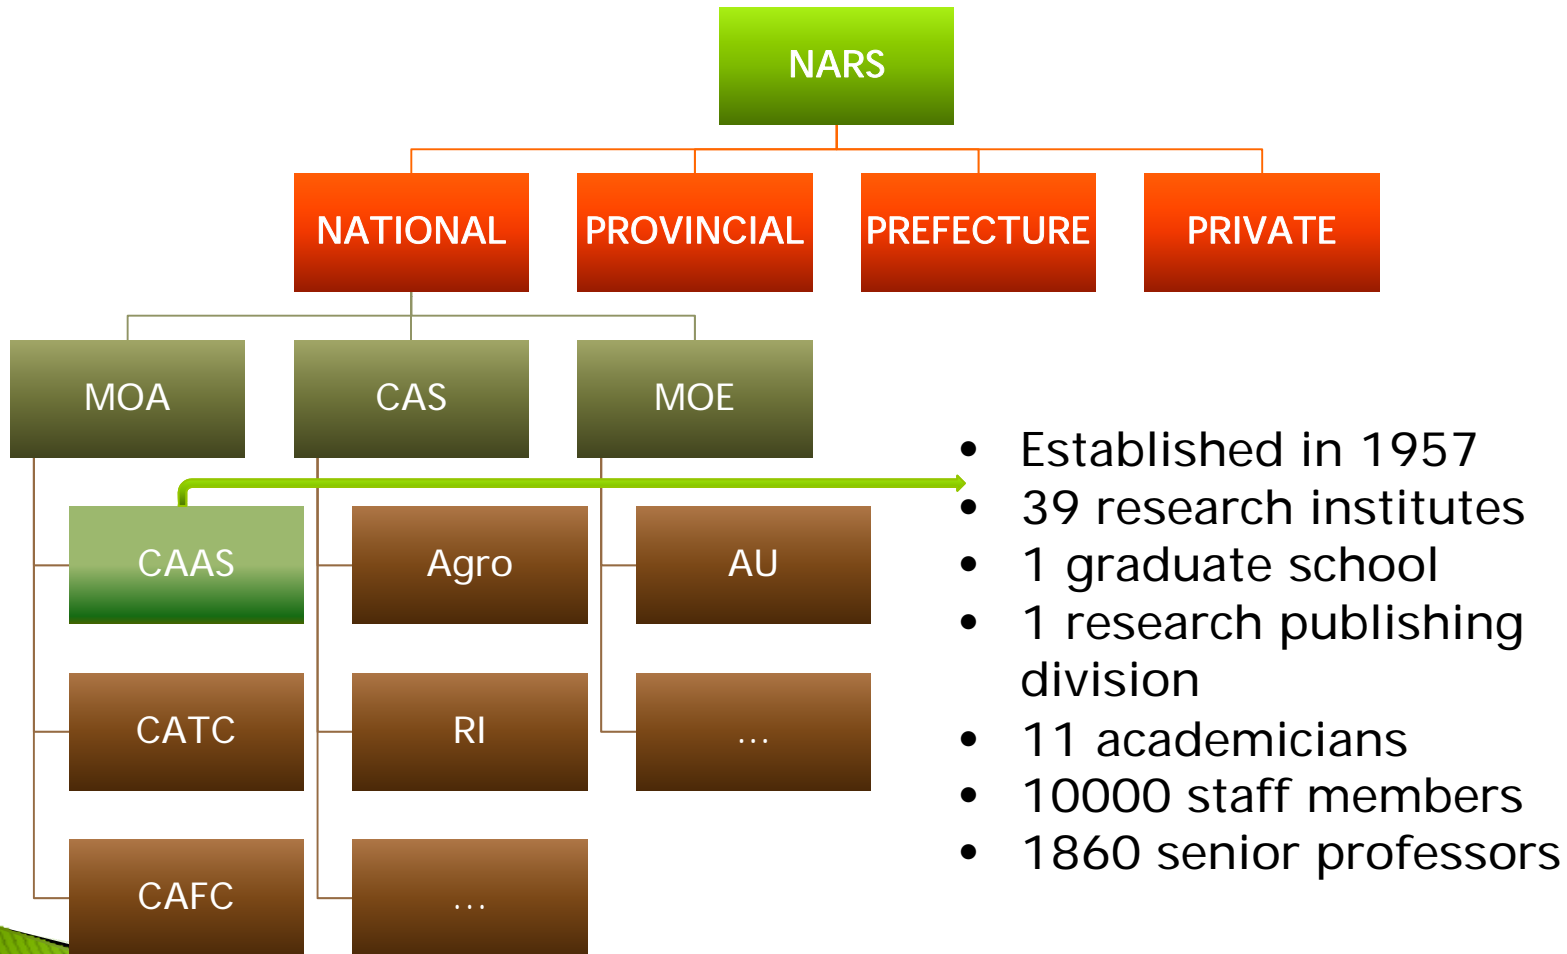 NARS
NATIONAL
PROVINCIAL
PREFECTURE
PRIVATE
MOA
CAS
MOE
CAAS
Agro
AU
CATC
RI
...
CAFC
...
• Established in 1957
• 39 research institutes
• 1 graduate school
• 1 research publishing
division
• 11 academicians
• 10000 staff members
• 1860 senior professors